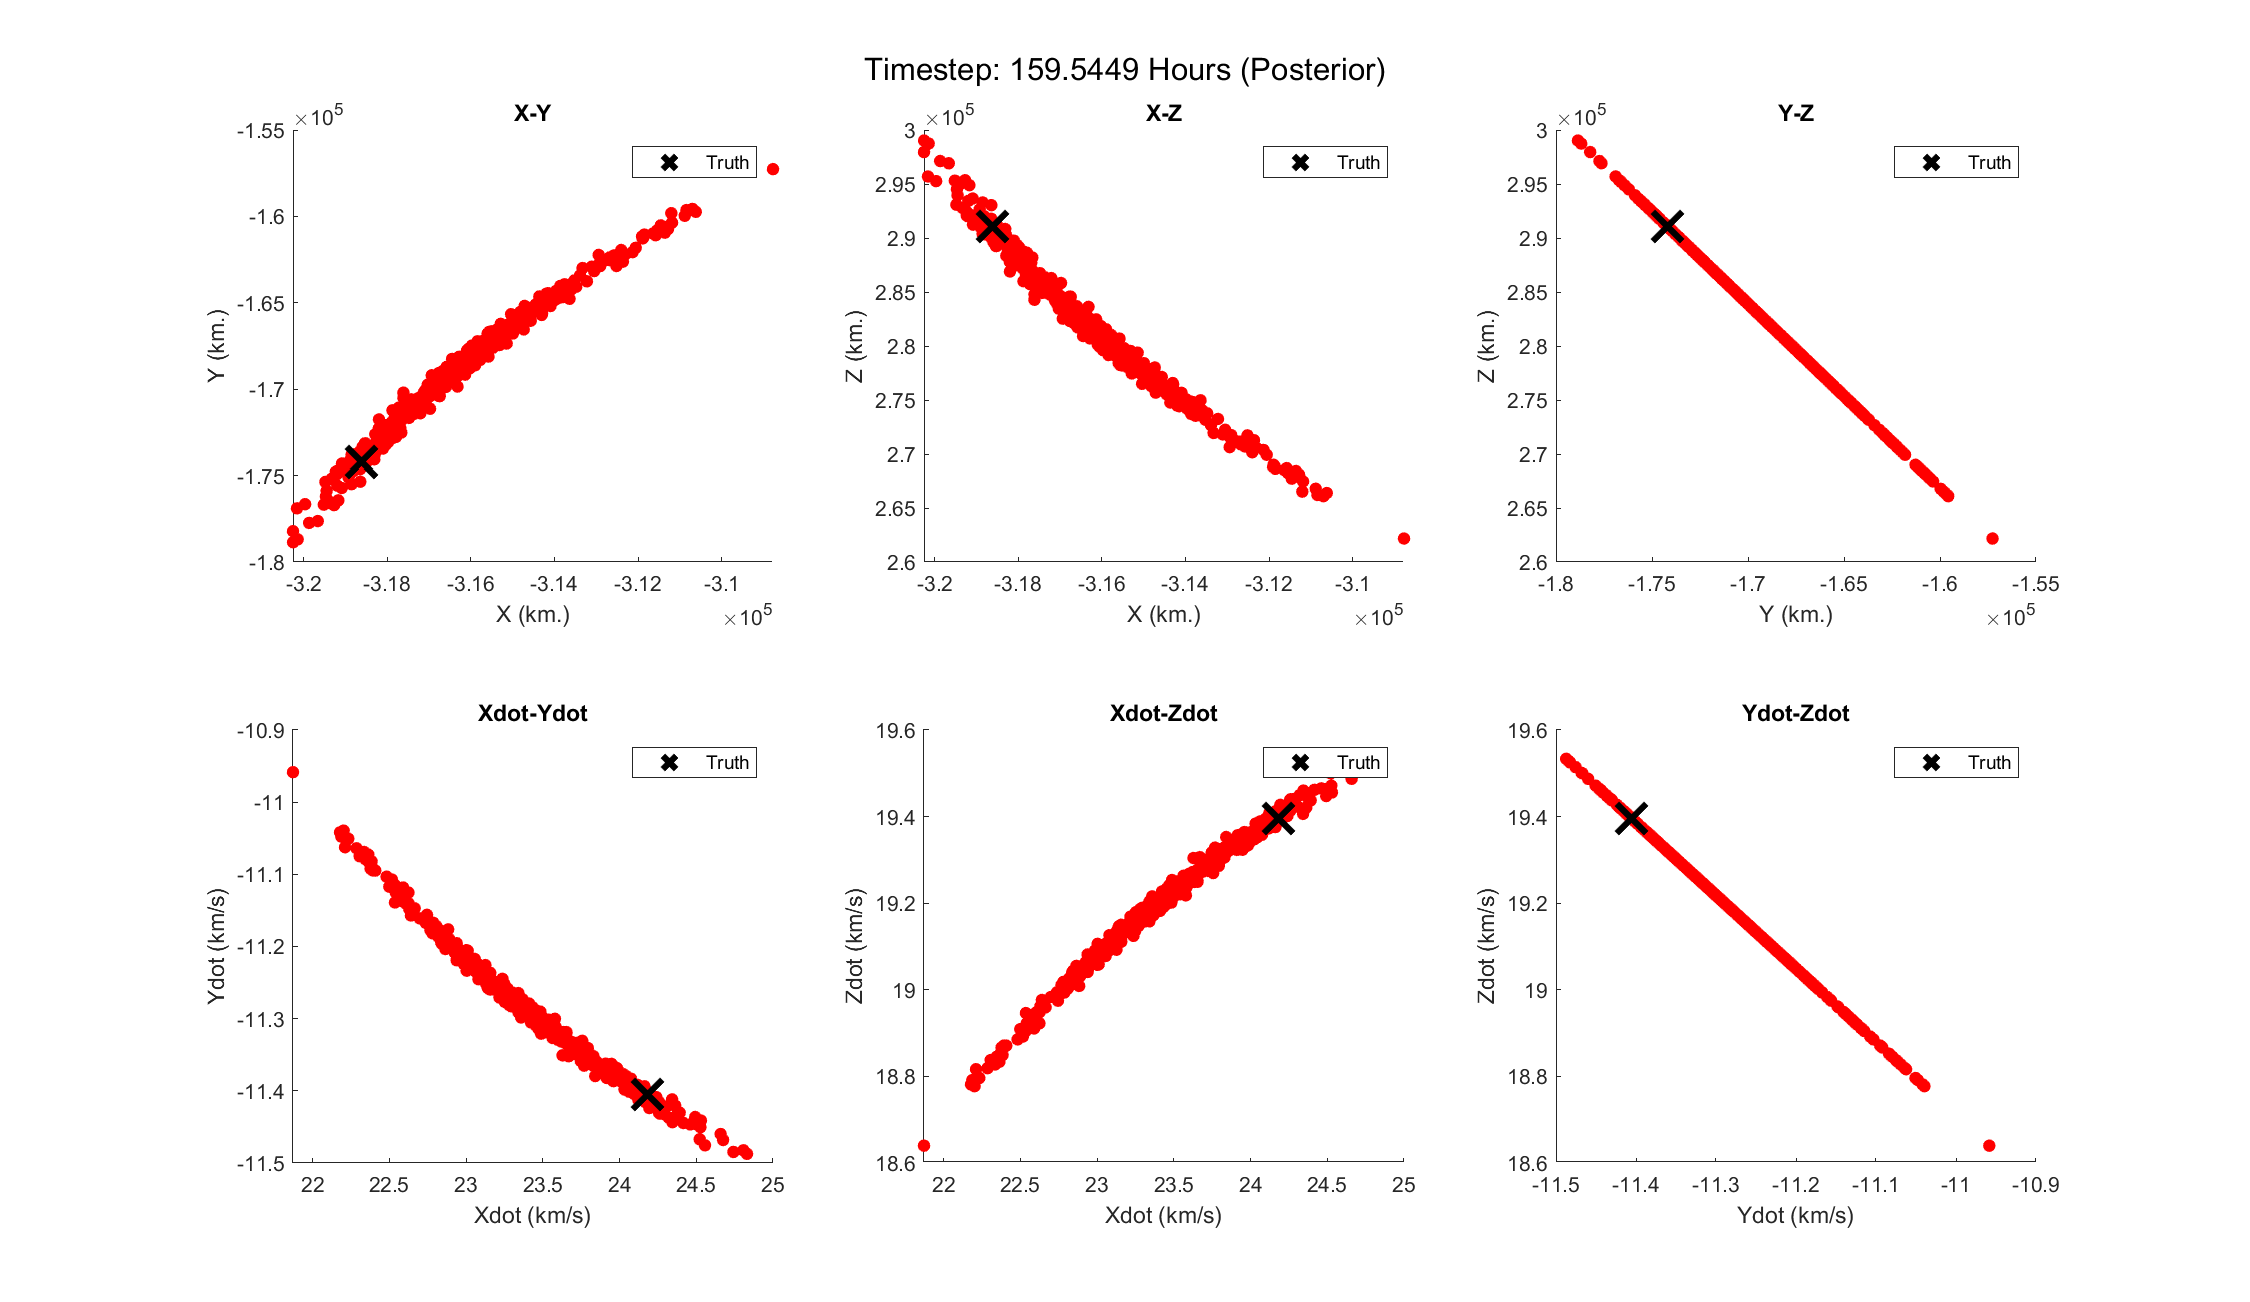 Timestep: 159.5449 Hours (Posterior)
X-Y
×10^5
-1.55
-1.6
-1.65
-1.7
-1.75
-1.8
Y (km.)
Truth
-3.2 -3.18 -3.16 -3.14 -3.12 -3.1
X (km.)
×10^5
X-Z
×10^5
3
2.95
2.9
2.85
2.8
2.75
2.7
2.65
2.6
Z (km.)
Truth
-3.2 -3.18 -3.16 -3.14 -3.12 -3.1
X (km.)
×10^5
Y-Z
×10^5
3
2.95
2.9
2.85
2.8
2.75
2.7
2.65
2.6
Z (km.)
Truth
-1.8 -1.75 -1.7 -1.65 -1.6 -1.55
Y (km.)
×10^5
Xdot-Ydot
-10.9
-11
-11.1
-11.2
-11.3
-11.4
-11.5
Ydot (km/s)
Truth
22 22.5 23 23.5 24 24.5 25
Xdot (km/s)
Xdot-Zdot
19.6
19.4
19.2
19
18.8
18.6
Zdot (km/s)
Truth
22 22.5 23 23.5 24 24.5 25
Xdot (km/s)
Ydot-Zdot
19.6
19.4
19.2
19
18.8
18.6
Zdot (km/s)
Truth
-11.5 -11.4 -11.3 -11.2 -11.1 -11 -10.9
Ydot (km/s)